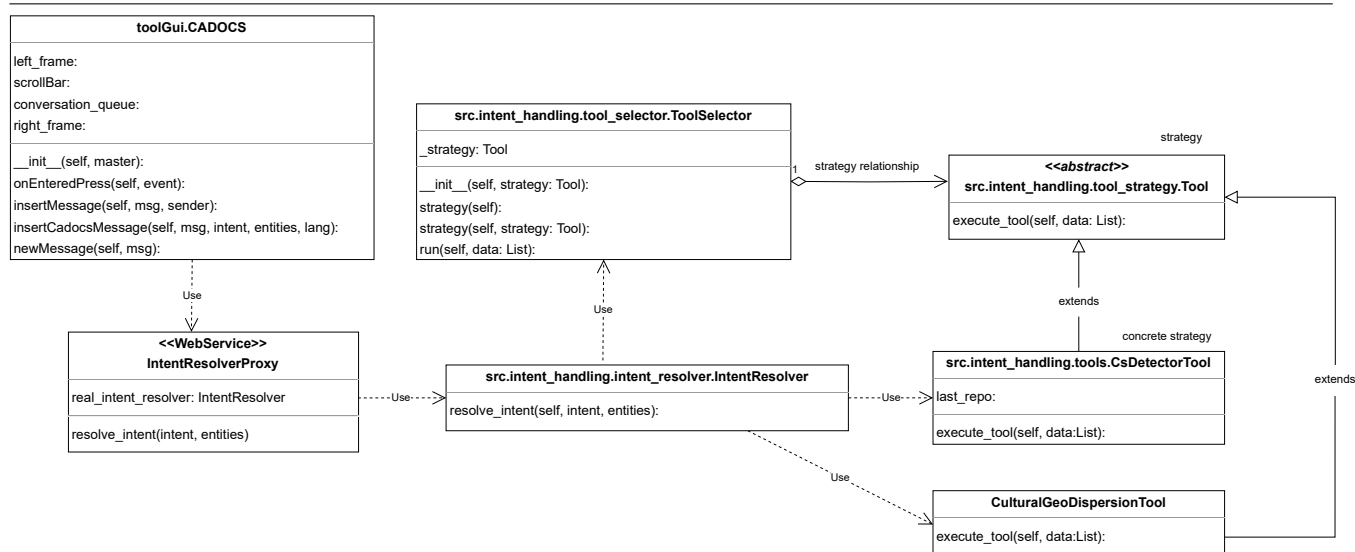 toolGui.CADOCS
left_frame:
scrollBar:
conversation_queue:
right_frame:
__init__(self, master):
onEnteredPress(self, event):
insertMessage(self, msg, sender):
insertCadocsMessage(self, msg, intent, entities, lang):
newMessage(self, msg):
Use
<<WebService>>
IntentResolverProxy
real_intent_resolver: IntentResolver
resolve_intent(intent, entities)
Use
src.intent_handling.tool_selector.ToolSelector
_strategy: Tool
__init__(self, strategy: Tool):
strategy(self):
strategy(self, strategy: Tool):
run(self, data: List):
1
strategy relationship
Use
src.intent_handling.intent_resolver.IntentResolver
resolve_intent(self, intent, entities):
Use
Use
strategy
<<abstract>>
src.intent_handling.tool_strategy.Tool
execute_tool(self, data: List):
extends
concrete strategy
src.intent_handling.tools.CsDetectorTool
last_repo:
execute_tool(self, data:List):
extends
CulturalGeoDispersionTool
execute_tool(self, data:List):